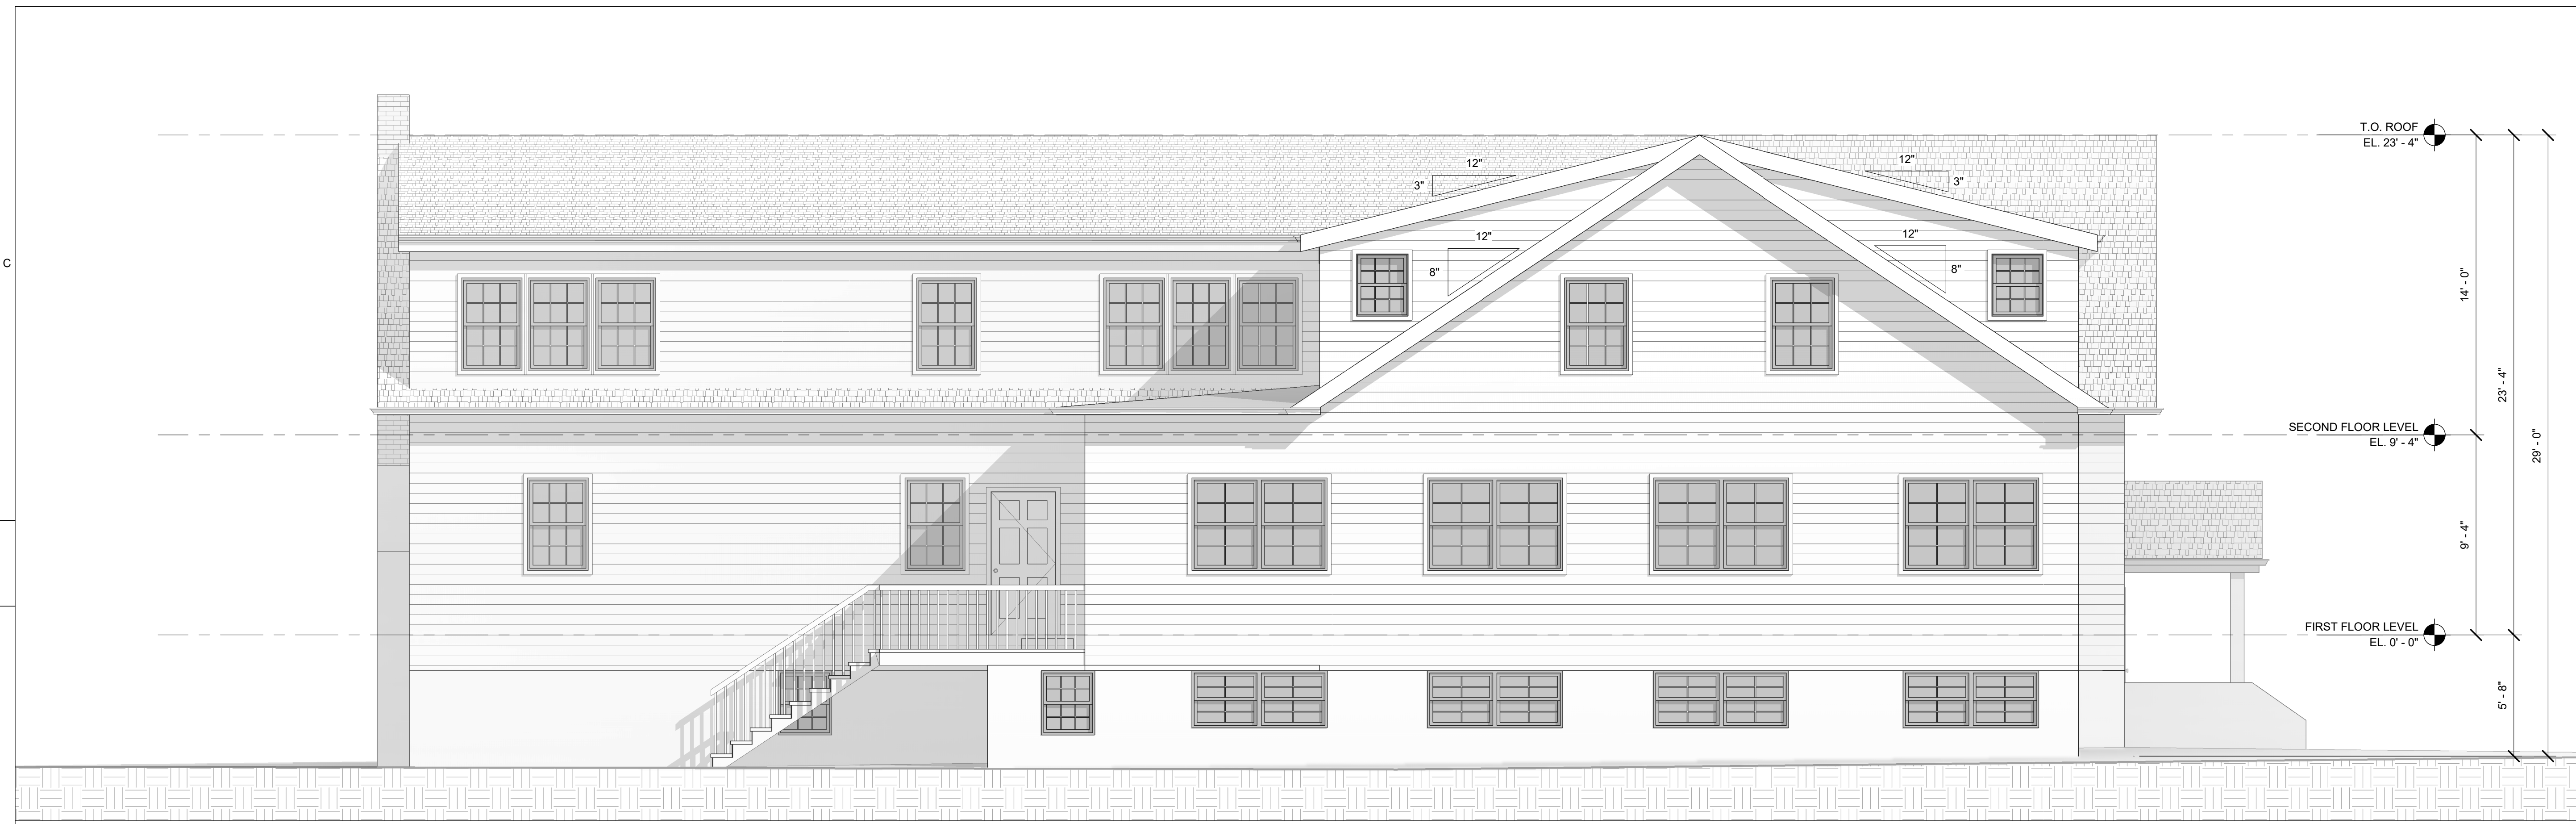 T.O. ROOF
EL. 23' - 4"
12"
3"
12"
3"
12"
8"
12"
8"
C
14' - 0"
23' - 4"
SECOND FLOOR LEVEL
EL. 9' - 4"
29' - 0"
9' - 4"
FIRST FLOOR LEVEL
EL. 0' - 0"
5' - 8"